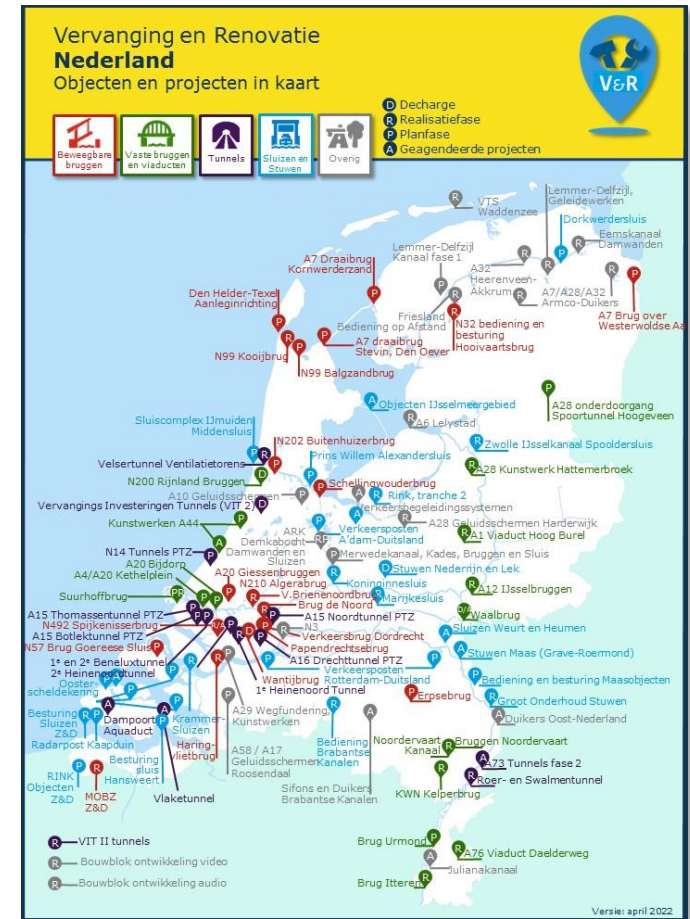 Vervanging en Renovatie
Nederland
Objecten en projecten in kaart
V&R
Beweegbare
bruggen
Vaste bruggen
en viaducten
Tunnels
Sluizen en
Stuwen
Overig
D Decharge
R Realisatiefase
P Planfase
A Geagendeerde projecten
VTS
Waddenzee
Lemmer-Delfzijl,
Geleidewerken
Dorkwerdersluis
Eemskanaal
Damwanden
Lemmer-Delfzijl
Kanaal fase 1
A32
Heerenveen-
Akkrum
A7/A28/A32
Armco-Duikers
A7 Brug over
Westerwoldse Aa
A7 Draaibrug
Kornwerderzand
Den Helder-Texel
Aanleginrichting
Friesland
Bediening op Afstand
N32 bediening en
besturing
Hooivaartsbrug
A7 draaibrug
Stevin, Den Oever
N99 Kooijbrug
N99 Balgzandbrug
Objecten IJsselmeergebied
A6 Lelystad
A28 onderdoorgang
Spoortunnel Hoogeveen
Sluiscomplex IJmuiden
Middensluis
N202 Buitenhuizerbrug
Prins Willem Alexandersluis
Zwolle IJsselkanaal Spooldersluis
Velsertunnel Ventilatietorens
N200 Rijnland Bruggen
Schellingwouderbrug
A28 Kunstwerk Hattemerbroek
A10 Geluidsschermen
Rink, tranche 2
Vervangings Investeringen Tunnels (VIT 2)
Verkeersbegeleidingssystemen
Kunstwerken A44
ARK
Demkabocht
Damwanden en
Sluizen
Verkeersposten
A'dam-Duitsland
A28 Geluidsschermen Harderwijk
A1 Viaduct Hoog Burel
N14 Tunnels PTZ
Merwedekanaal, Kades, Bruggen en Sluis
A20 Bijdorp
A4/A20 Kethelplein
A20 Giessenbruggen
N210 Algerabrug
Koninginnesluis
Stuwen Nederrijn en Lek
Suurhoffbrug
V.Brienenoordbrug
Brug de Noord
Marijkesluis
A12 IJsselbruggen
A15 Thomassentunnel PTZ
A15 Noordtunnel PTZ
Waalbrug
N492 Spijkenisserbrug
N3
A15 Botlektunnel PTZ
Verkeersbrug Dordrecht
Sluizen Weurt en Heumen
N57 Brug Goereese Sluis
Papendrechtsebrug
A16 Drechttunnel PTZ
1e en 2e Beneluxtunnel
2e Heinenoordtunnel
Verkeersposten
Rotterdam-Duitsland
Stuwen Maas (Grave-Roermond)
Wantijbrug
Ooster-
scheldekering
1e Heinenoord Tunnel
Bediening en besturing Maasobjecten
Erpsebrug
Groot Onderhoud Stuwen
A29 Wegfundering,
Kunstwerken
Duikers Oost-Nederland
Besturing
Sluizen
Z&D
Dampoort
Aquaduct
Krammer-
Sluizen
Radarpost Kaapduin
Haring-
vlietbrug
Bediening
Brabantse
Kanalen
Noordervaart
Kanaal
Bruggen Noordervaart
A58 / A17
Geluidsschermen
Roosendaal
Besturing
sluis
Hansweert
A73 Tunnels fase 2
RINK
Objecten
Z&D
MOBZ
Z&D
Vlaketunnel
Sifons en Duikers
Brabantse Kanalen
Roer- en Swalmentunnel
KWN Kelperbrug
R VIT II tunnels
R Bouwblok ontwikkeling video
R Bouwblok ontwikkeling audio
Brug Urmond
A76 Viaduct Daelderweg
Julianakanaal
Brug Itteren
Versie: april 2022